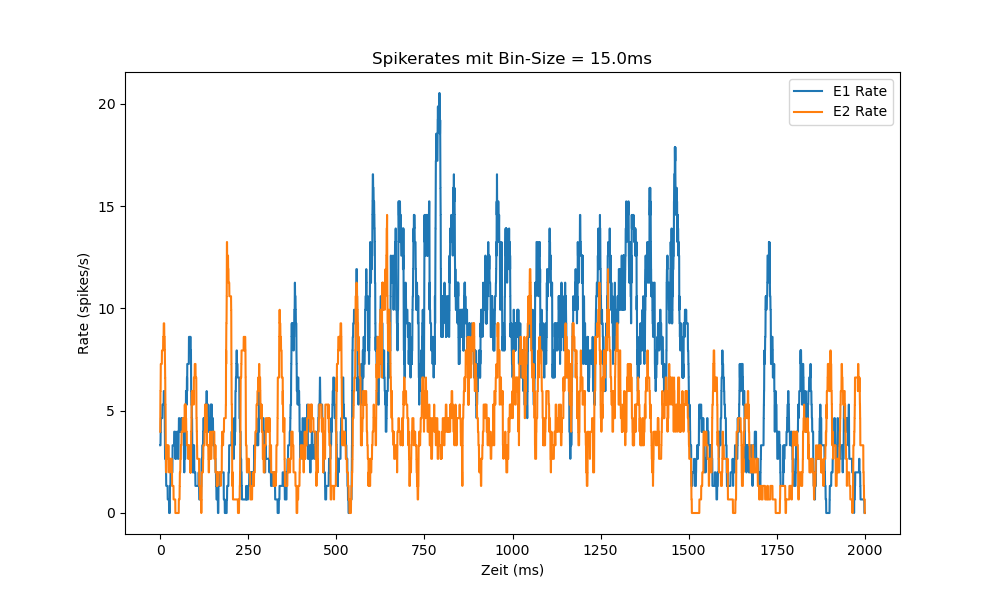 Spikerates mit Bin-Size = 15.0ms
E1 Rate
E2 Rate
20
15
10
5
0
Rate (spikes/s)
0 250 500 750 1000 1250 1500 1750 2000
Zeit (ms)